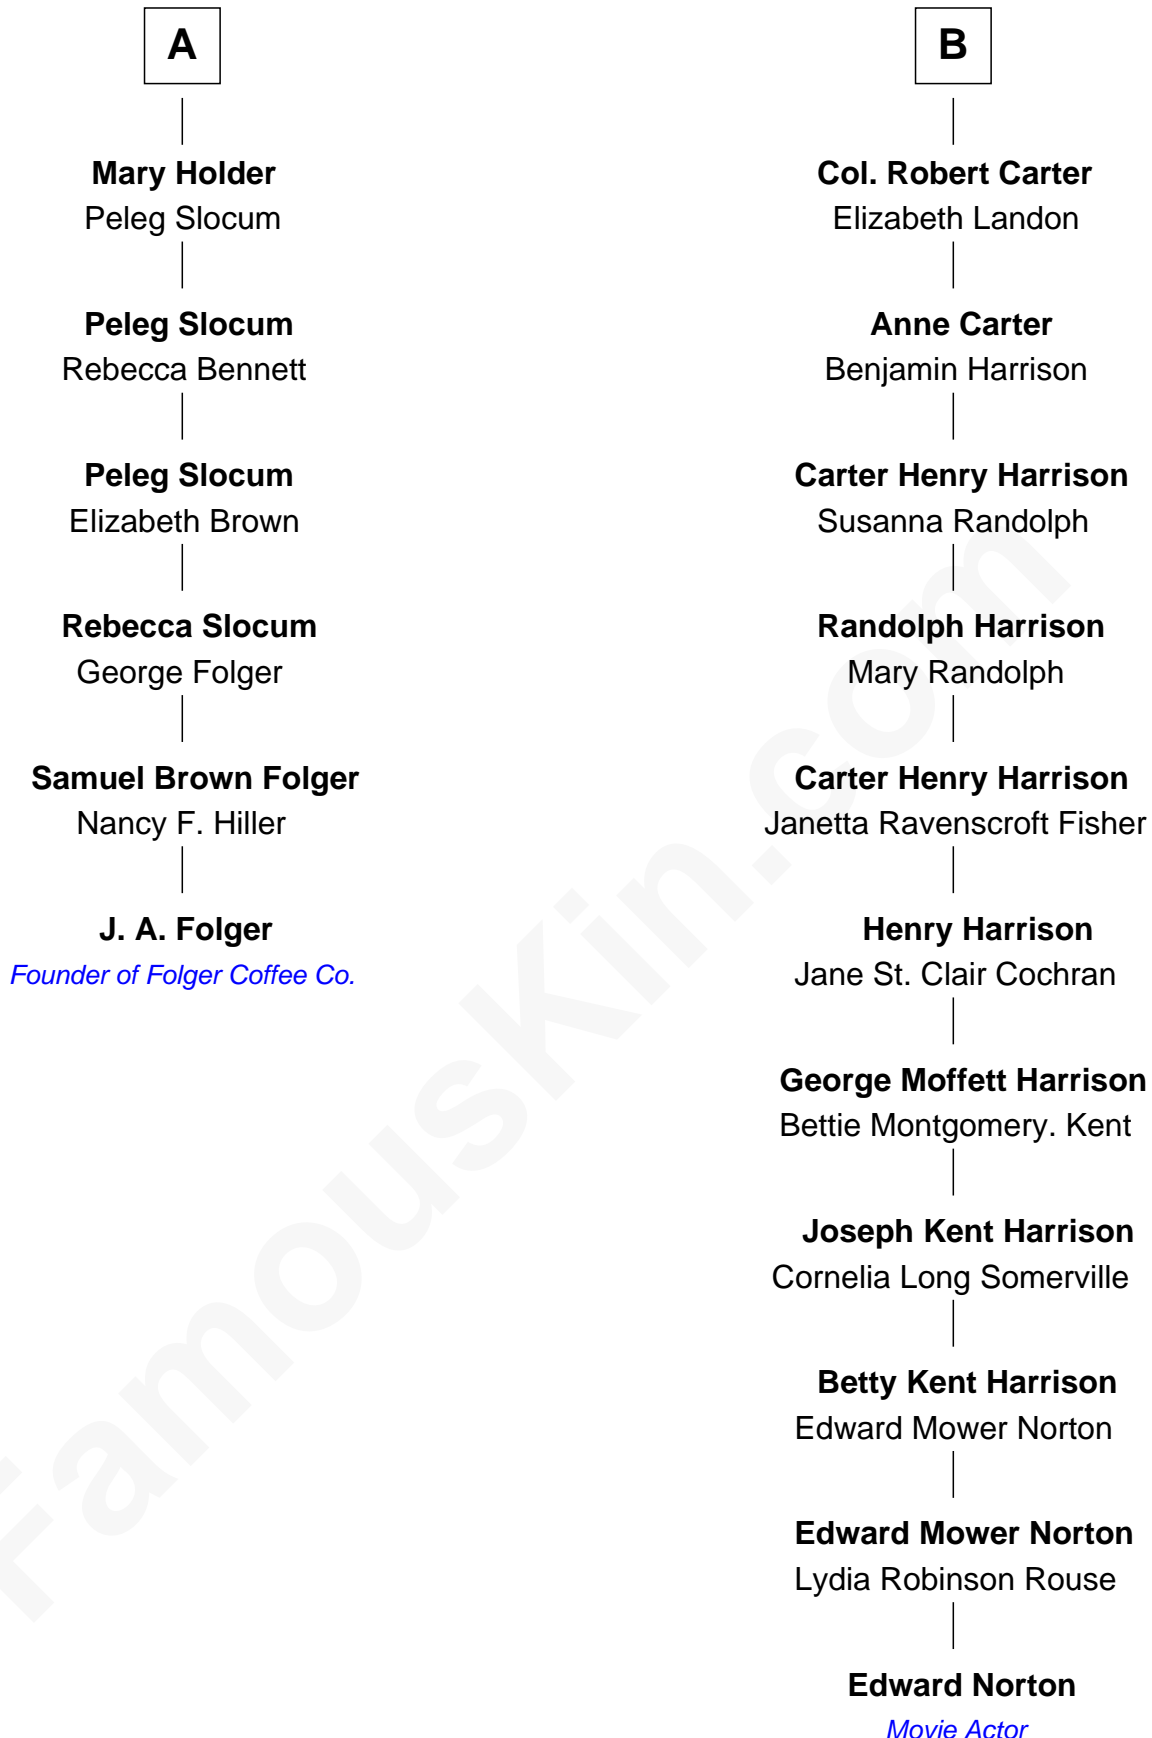 A
Mary Holder
Peleg Slocum
Peleg Slocum
Rebecca Bennett
Peleg Slocum
Elizabeth Brown
Rebecca Slocum
George Folger
Samuel Brown Folger
Nancy F. Hiller
J. A. Folger
Founder of Folger Coffee Co.
B
Col. Robert Carter
Elizabeth Landon
Anne Carter
Benjamin Harrison
Carter Henry Harrison
Susanna Randolph
Randolph Harrison
Mary Randolph
Carter Henry Harrison
Janetta Ravenscroft Fisher
Henry Harrison
Jane St. Clair Cochran
George Moffett Harrison
Bettie Montgomery. Kent
Joseph Kent Harrison
Cornelia Long Somerville
Betty Kent Harrison
Edward Mower Norton
Edward Mower Norton
Lydia Robinson Rouse
Edward Norton
Movie Actor
FamousKin.com